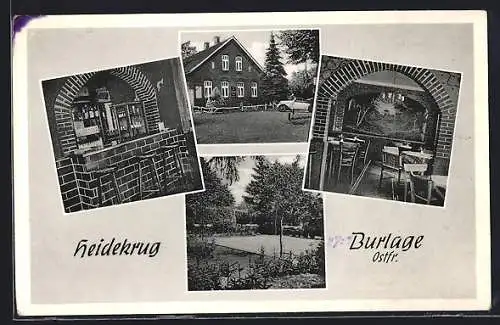 Heidekrug
Burlage
Ostfr.